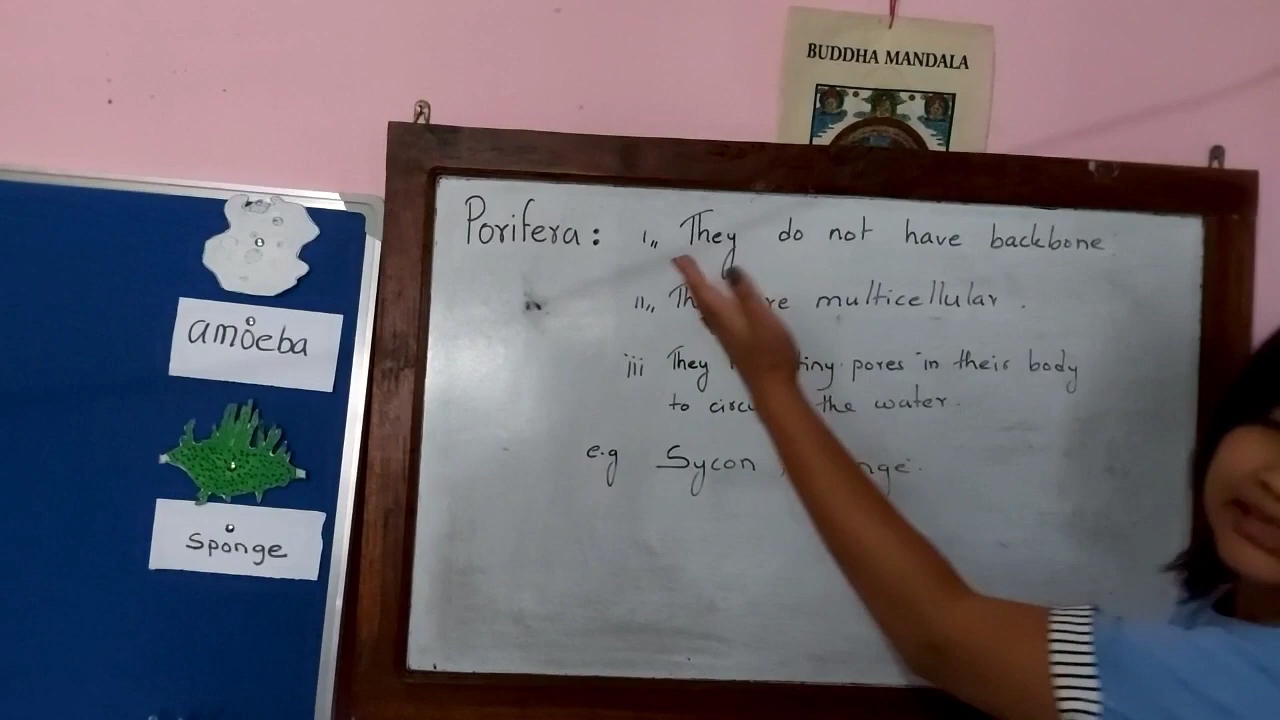 BUDDHA MANDALA
Porifera: i,, They do not have backbone
ii,, multicellular.
iii They tiny pores in their body
to the water.
e.g Sycon
amoeba
sponge